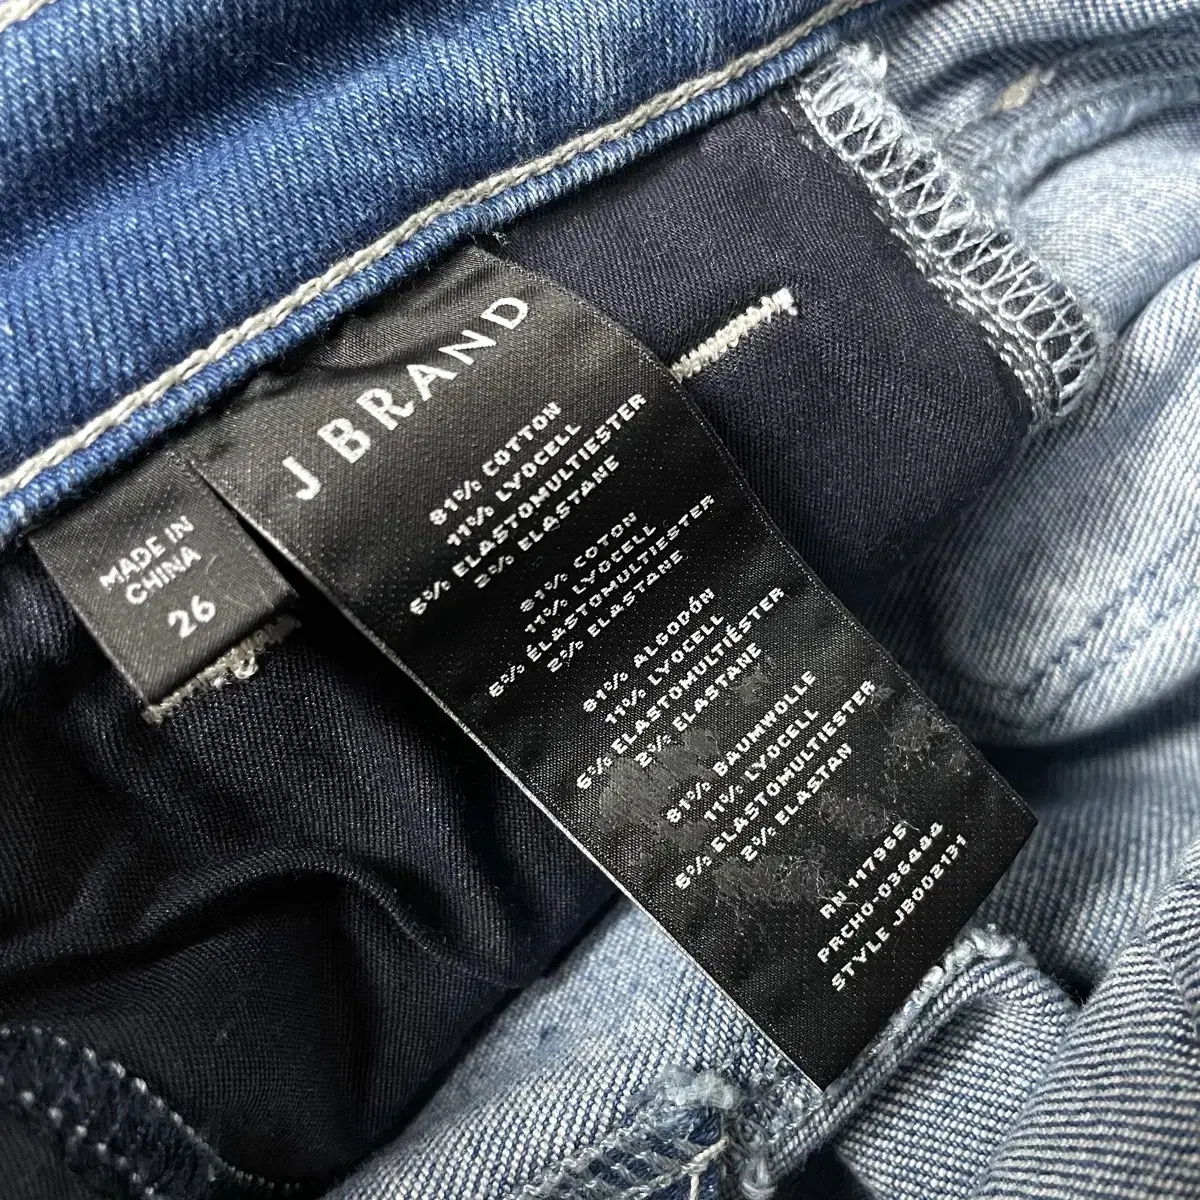 MADE IN
CHINA
26
J BRAND
81% COTTON
11% LYOCELL
6% ELASTOMULTIESTER
2% ELASTANE
81% COTON
11% LYOCELL
6% ÉLASTOMULTIESTER
2% ELASTANE
81% ALGODÓN
11% LYOCELL
6% ELASTOMULTIÉSTER
2% ELASTANE
81% BAUMWOLLE
11% LYOCELL
6% ELASTOMULTIESTER
2% ELASTAN
RN 117965
PRCHO-036aaa
STYLE JB002131